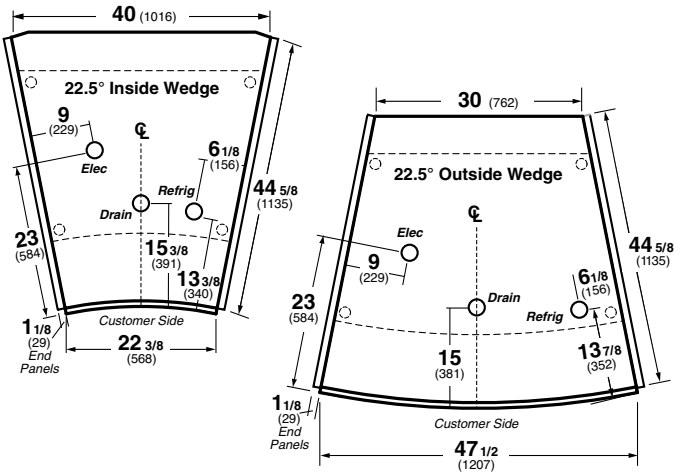 40 (1016)
22.5° Inside Wedge
9
(229)
Elec
℄
6 1/8
(156)
Refrig
Drain
44 5/8
(1135)
23
(584)
15 3/8
(391)
13 3/8
(340)
1 1/8
(29)
End
Panels
Customer Side
22 3/8
(568)
30 (762)
22.5° Outside Wedge
℄
Elec
9
(229)
44 5/8
(1135)
23
(584)
Drain
6 1/8
(156)
Refrig
15
(381)
13 7/8
(352)
1 1/8
(29)
End
Panels
Customer Side
47 1/2
(1207)